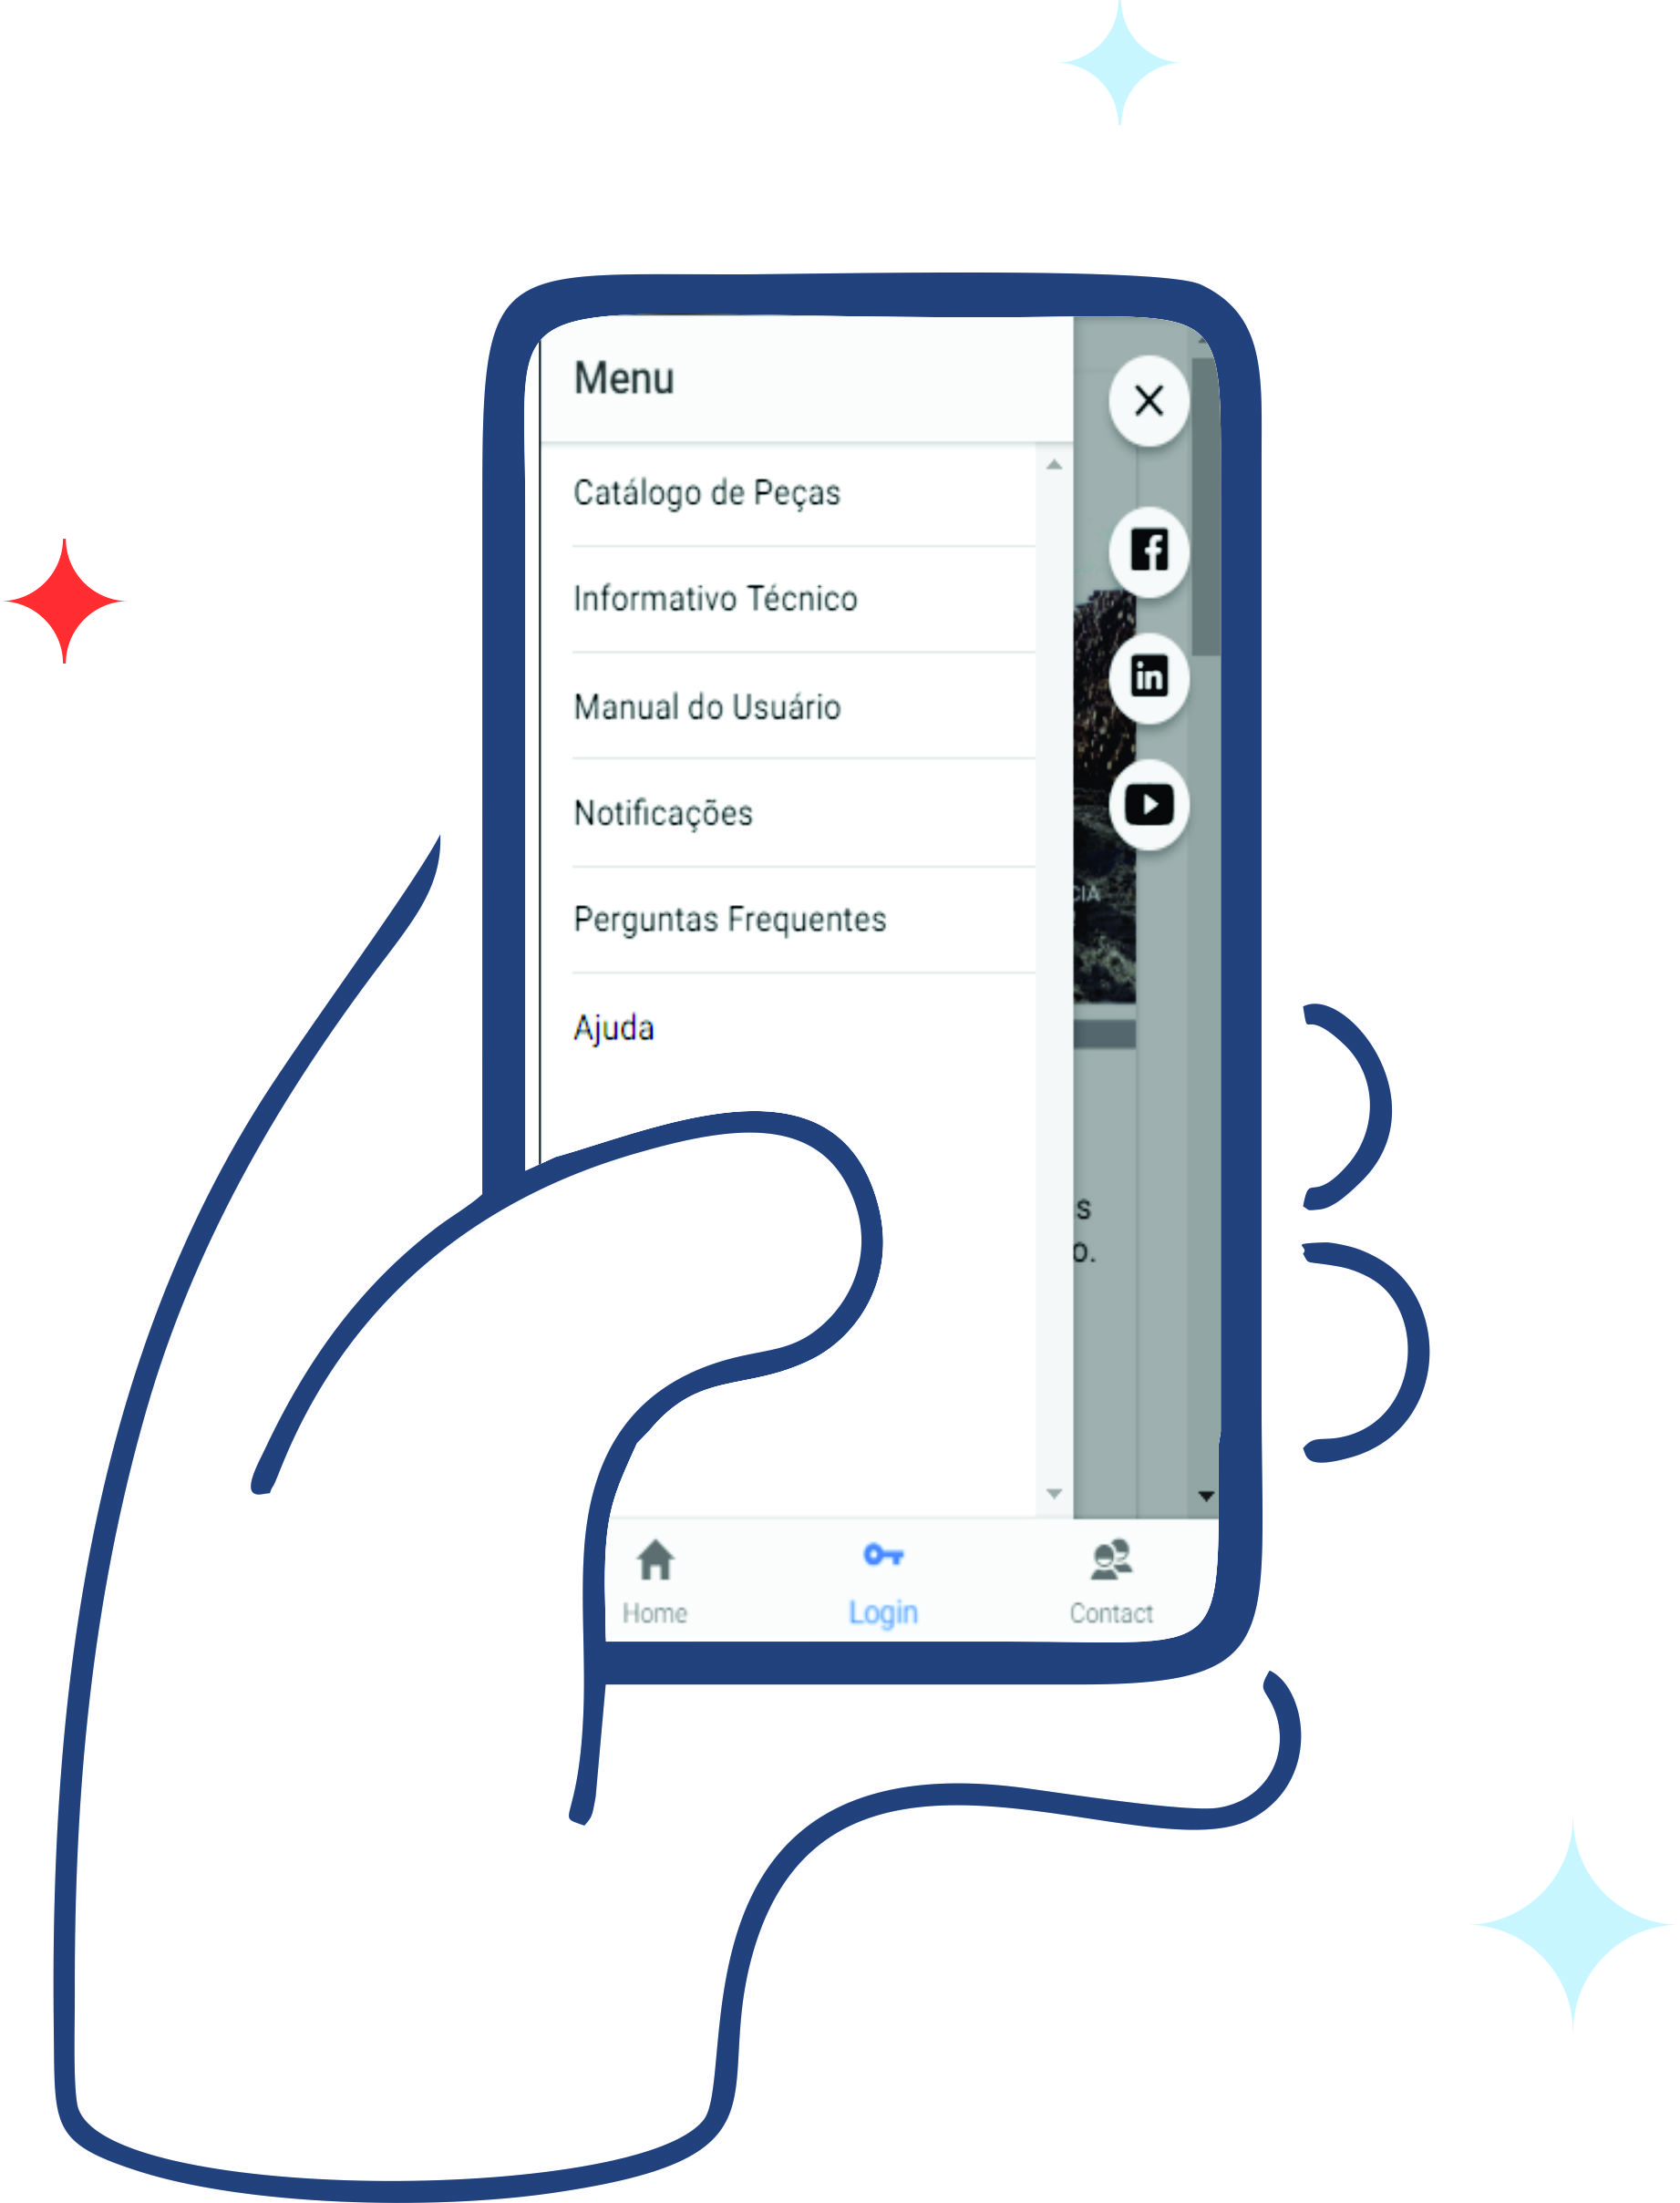 Menu
Catálogo de Peças
Informativo Técnico
Manual do Usuário
Notificações
Perguntas Frequentes
Ajuda
CIA
s
o.
Home
Login
Contact